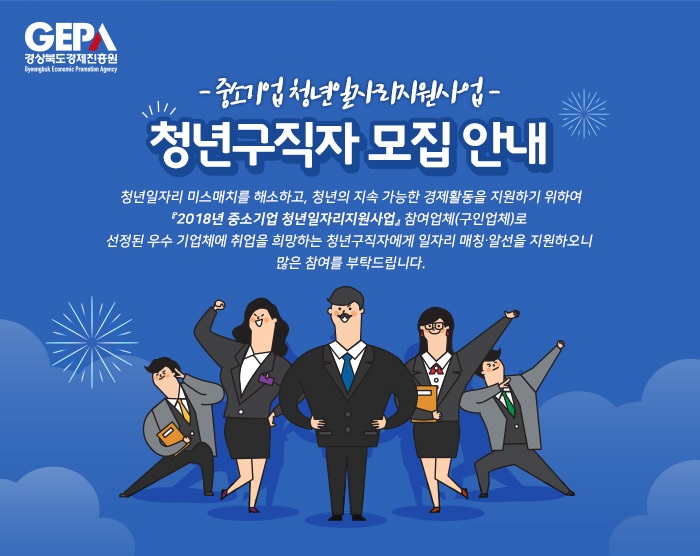 GEPA
경상북도경제진흥원
Gyeongbuk Economic Promotion Agency
- 중소기업 청년일자리지원사업 -
청년구직자 모집 안내
청년일자리 미스매치를 해소하고, 청년의 지속 가능한 경제활동을 지원하기 위하여
『2018년 중소기업 청년일자리지원사업』 참여업체(구인업체)로
선정된 우수 기업체에 취업을 희망하는 청년구직자에게 일자리 매칭·알선을 지원하오니
많은 참여를 부탁드립니다.